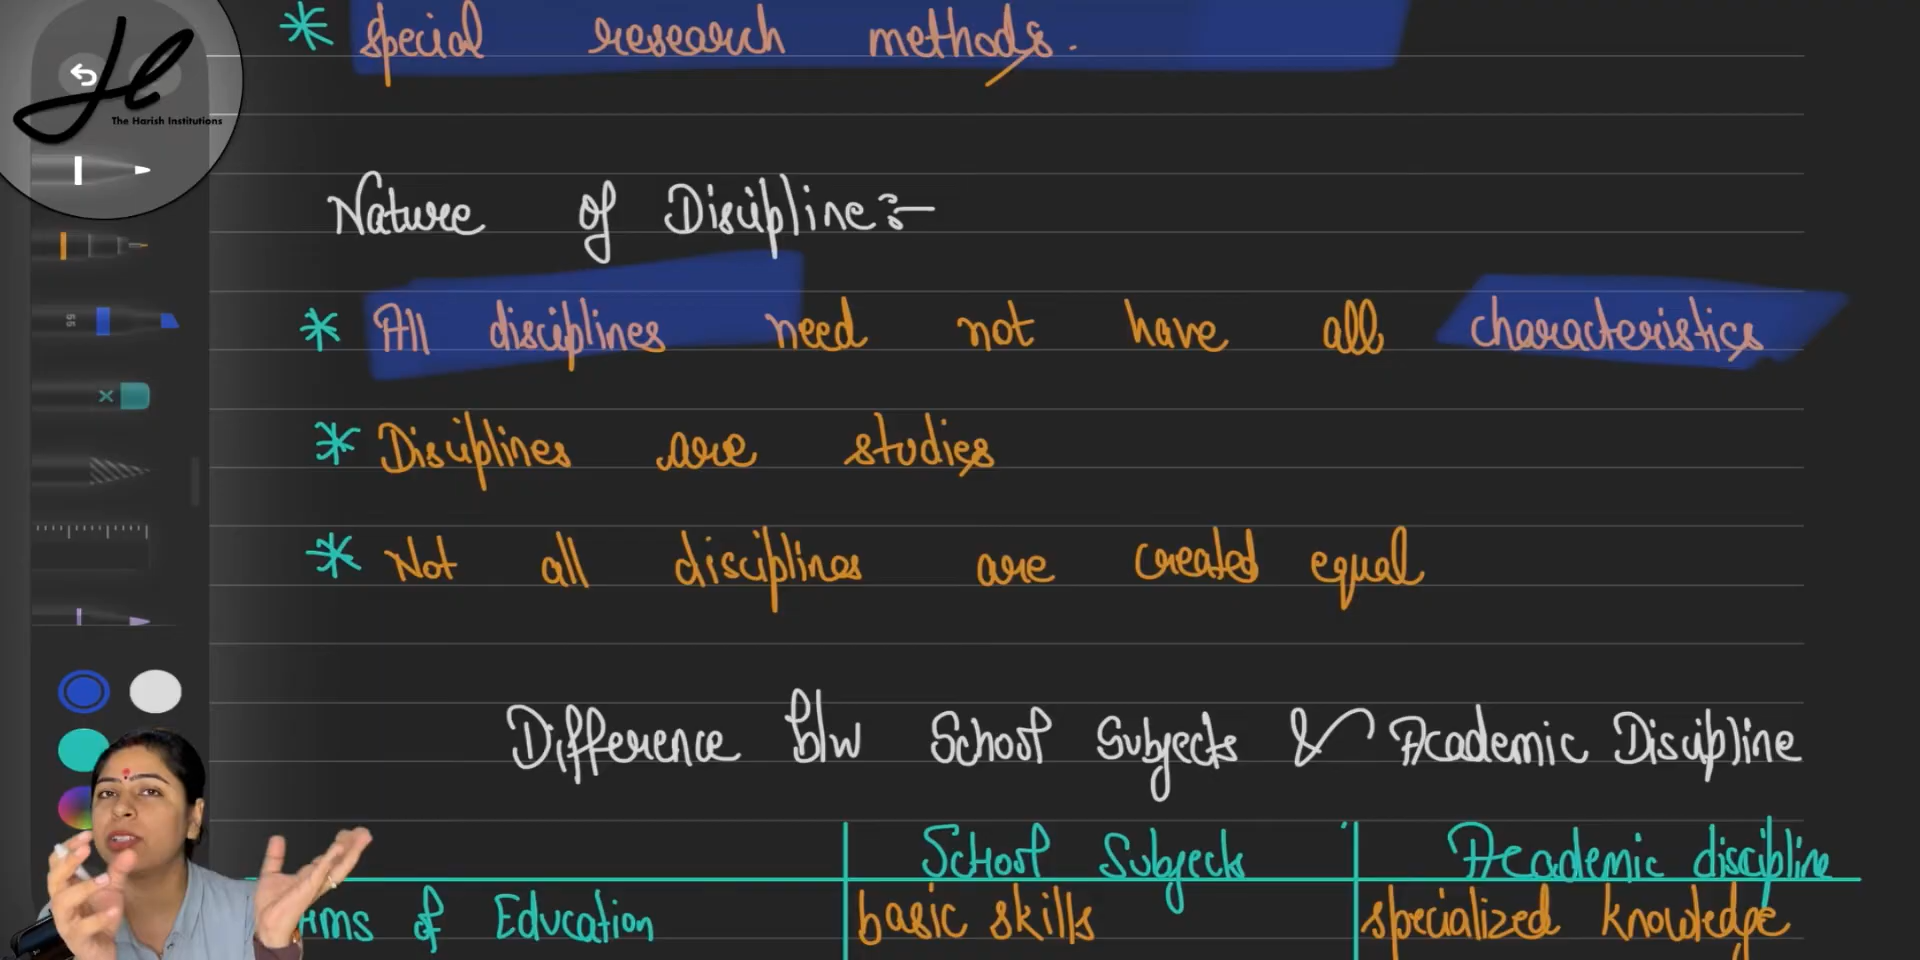 * special research methods.
The Harish Institutions
Nature of Discipline:-
* All disciplines need not have all characteristics
* Disciplines are studies
* Not all disciplines are created equal
Difference b/w School Subjects & Academic Discipline
School Subjects Academic discipline
of Education basic skills specialized knowledge